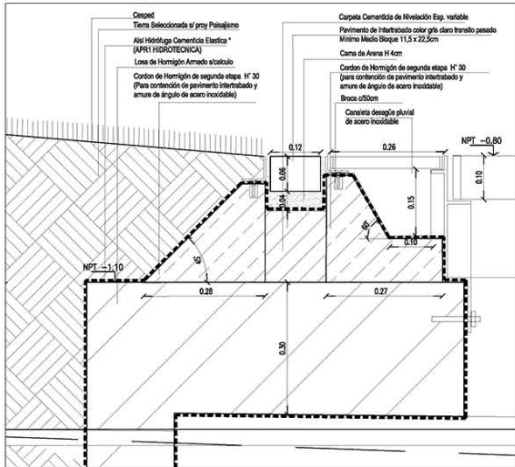 Cesped
Tierra Seleccionada s/ proy Paisajismo
Aisl Hidrófuga Cementicia Elastica *
(APR1 HIDROTECNICA)
Losa de Hormigón Armado s/calculo
Cordon de Hormigón de segunda etapa H° 30
(Para contención de pavimento intertrabado y
amure de ángulo de acero inoxidable)
Carpeta Cementicia de Nivelación Esp. variable
Pavimento de Intertrabado color gris claro transito pesado
Minimo Medio Bloque 11,5 x 22,5cm
Cama de Arena H 4cm
Cordon de Hormigón de segunda etapa H° 30
(para contención de pavimento intertrabado y
amure de ángulo de acero inoxidable)
Broca c/50cm
Canaleta desagüe pluvial
de acero inoxidable
NPT -0,80
0.12
0.26
0.06
0.04
0.10
0.15
60°
0.10
NPT -1,10
0.28
0.27
0.30